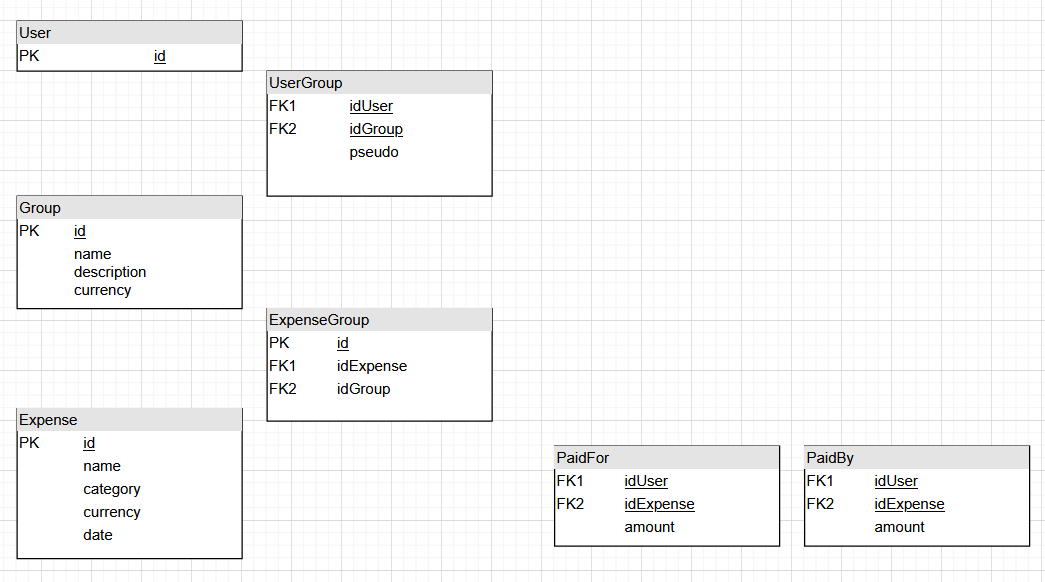 User
PK id
UserGroup
FK1 idUser
FK2 idGroup
pseudo
Group
PK id
name
description
currency
ExpenseGroup
PK id
FK1 idExpense
FK2 idGroup
Expense
PK id
name
category
currency
date
PaidFor
FK1 idUser
FK2 idExpense
amount
PaidBy
FK1 idUser
FK2 idExpense
amount